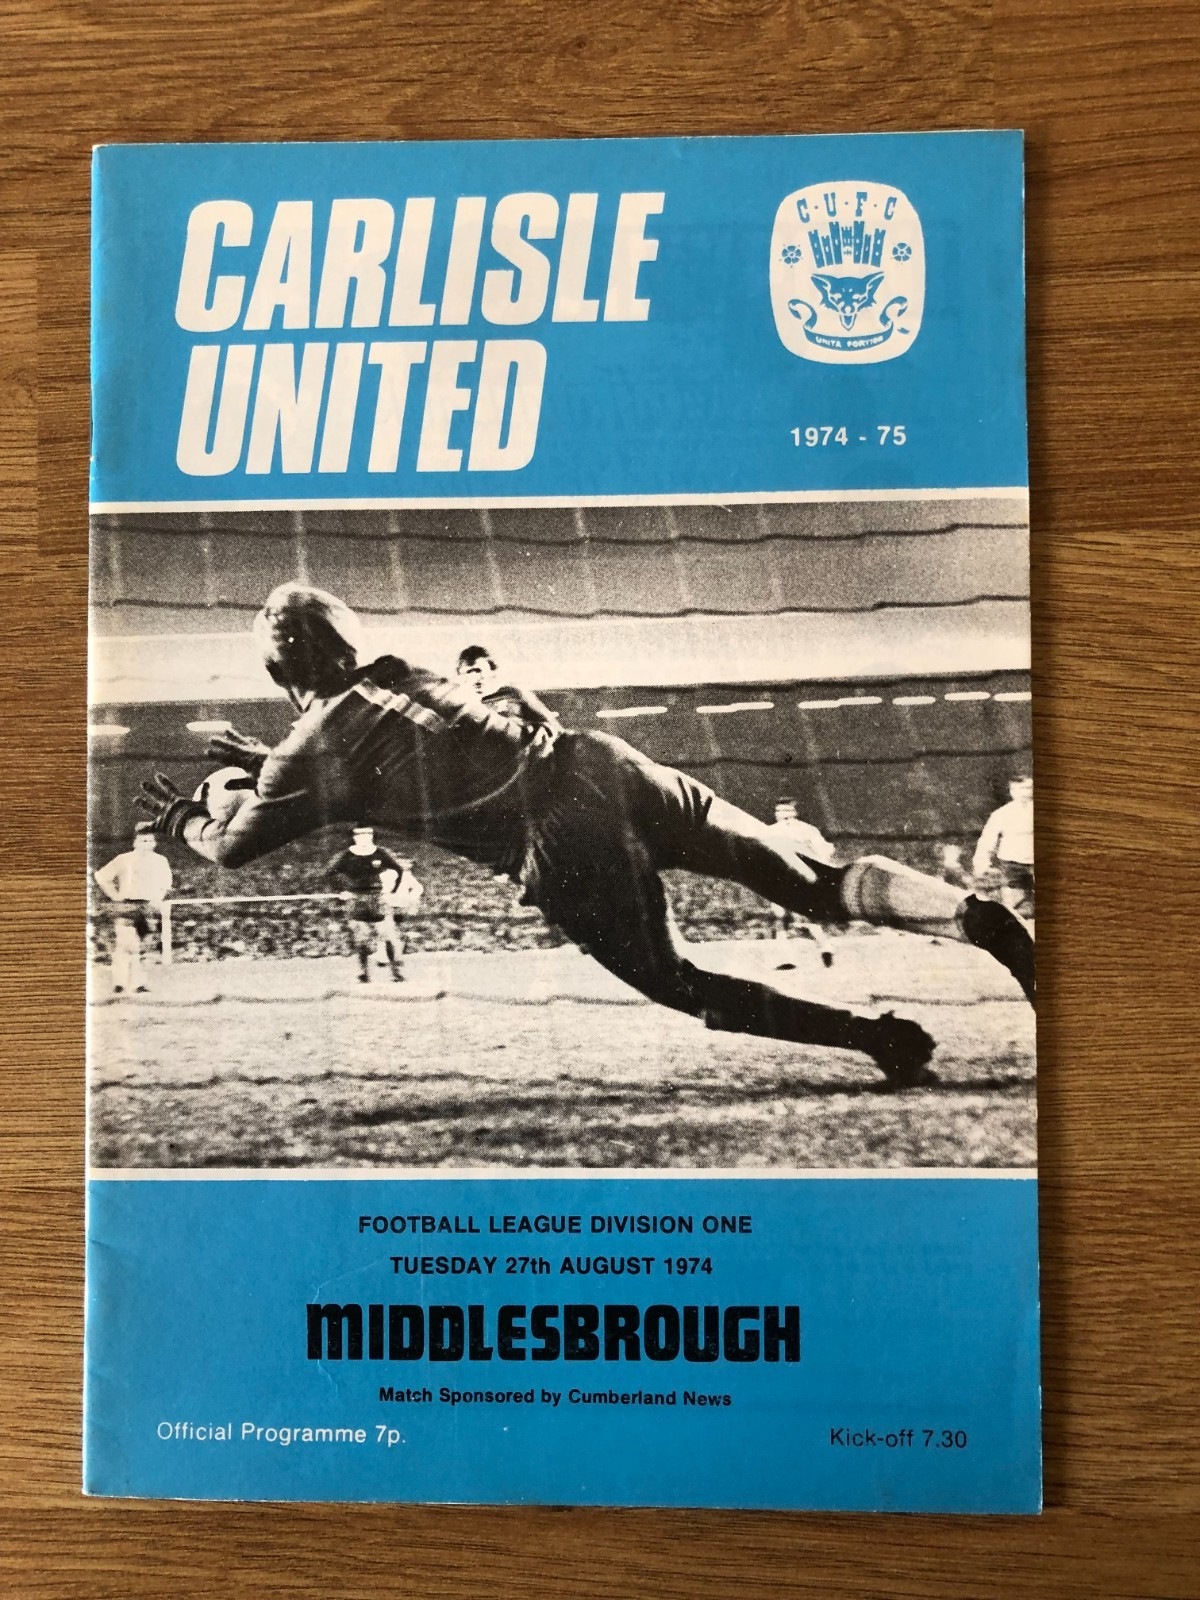 CARLISLE
UNITED
C·U·F·C
UNITA FORTIOR
1974 - 75
FOOTBALL LEAGUE DIVISION ONE
TUESDAY 27th AUGUST 1974
MIDDLESBROUGH
Match Sponsored by Cumberland News
Official Programme 7p.
Kick-off 7.30